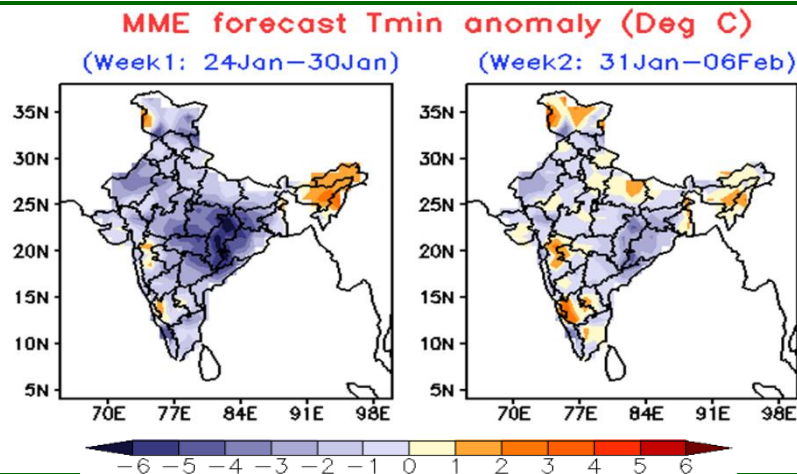 MME forecast Tmin anomaly (Deg C)
(Week1: 24Jan–30Jan)
(Week2: 31Jan–06Feb)
35N
30N
25N
20N
15N
10N
5N
70E 77E 84E 91E 98E
35N
30N
25N
20N
15N
10N
5N
70E 77E 84E 91E 98E
-6 -5 -4 -3 -2 -1 0 1 2 3 4 5 6